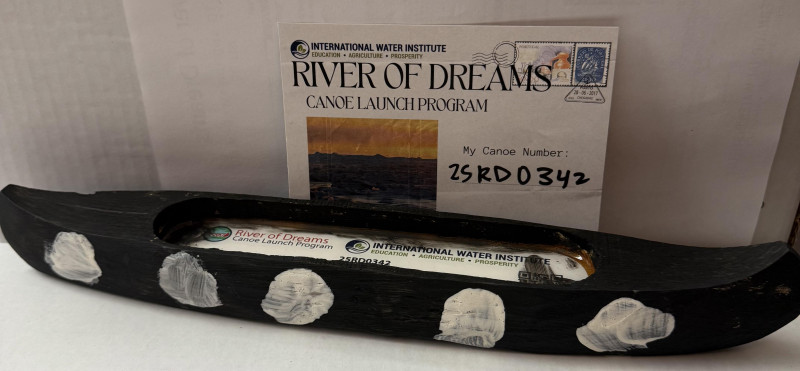 INTERNATIONAL WATER INSTITUTE
EDUCATION • AGRICULTURE • PROSPERITY
RIVER OF DREAMS
CANOE LAUNCH PROGRAM
My Canoe Number:
25RD0342
River of Dreams
Canoe Launch Program
INTERNATIONAL WATER INSTITUTE
EDUCATION • AGRICULTURE • PROSPERITY
25RD0342